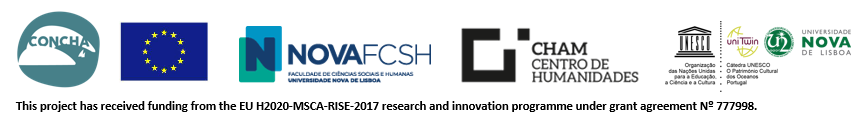 CONCHA
NOVAFCSH
FACULDADE DE CIÊNCIAS SOCIAIS E HUMANAS
UNIVERSIDADE NOVA DE LISBOA
CHAM
CENTRO DE
HUMANIDADES
UNESCO
Organização
das Nações Unidas
para a Educação,
a Ciência e a Cultura
uniTwin
Cátedra UNESCO
O Património Cultural
dos Oceanos
Portugal
UNIVERSIDADE
NOVA
DE LISBOA
This project has received funding from the EU H2020-MSCA-RISE-2017 research and innovation programme under grant agreement Nº 777998.